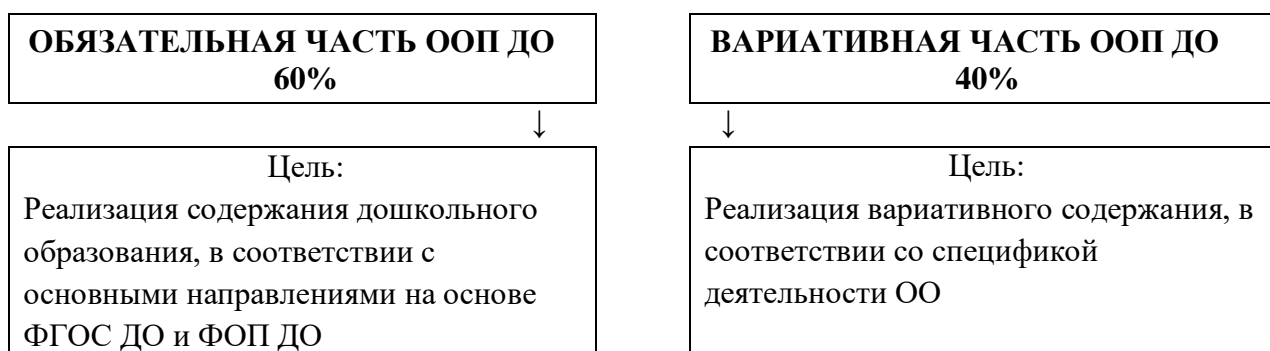 ОБЯЗАТЕЛЬНАЯ ЧАСТЬ ООП ДО
60%
↓
Цель:
Реализация содержания дошкольного
образования, в соответствии с
основными направлениями на основе
ФГОС ДО и ФОП ДО
ВАРИАТИВНАЯ ЧАСТЬ ООП ДО
40%
↓
Цель:
Реализация вариативного содержания, в
соответствии со спецификой
деятельности ОО